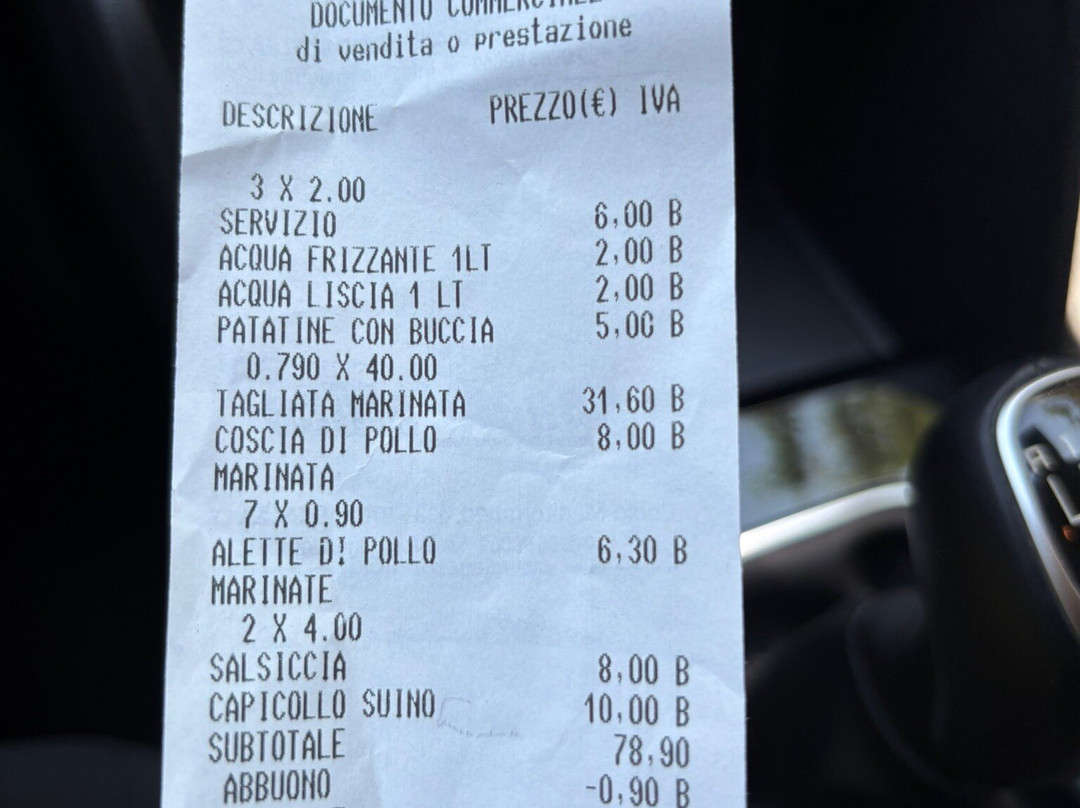 DOCUMENTO COMMERCIALE
di vendita o prestazione
DESCRIZIONE PREZZO(€) IVA
3 X 2.00
SERVIZIO 6,00 B
ACQUA FRIZZANTE 1LT 2,00 B
ACQUA LISCIA 1 LT 2,00 B
PATATINE CON BUCCIA 5,00 B
0.790 X 40.00
TAGLIATA MARINATA 31,60 B
COSCIA DI POLLO 8,00 B
MARINATA
7 X 0.90
ALETTE DI POLLO 6,30 B
MARINATE
2 X 4.00
SALSICCIA 8,00 B
CAPICOLLO SUINO 10,00 B
SUBTOTALE 78,90
ABBUONO -0,90 B